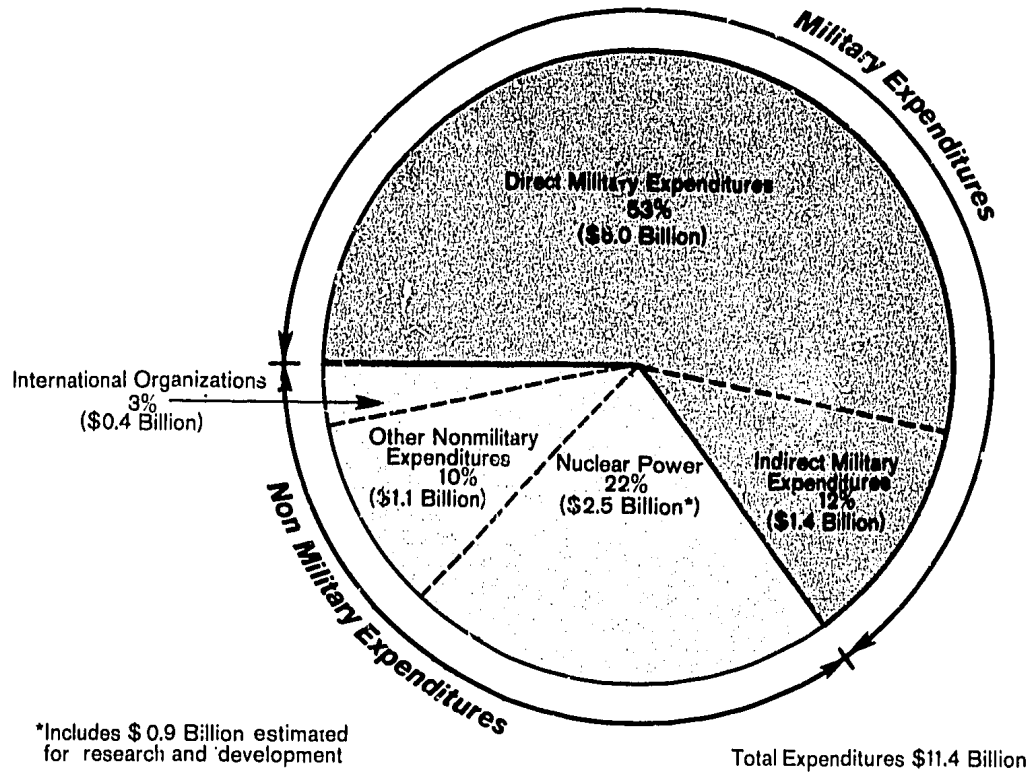 Military Expenditures
Direct Military Expenditures
53%
($6.0 Billion)
International Organizations
3%
($0.4 Billion)
Other Nonmilitary
Expenditures
10%
($1.1 Billion)
Nuclear Power
22%
($2.5 Billion*)
Indirect Military
Expenditures
12%
($1.4 Billion)
Non Military Expenditures
*Includes $0.9 Billion estimated
for research and development
Total Expenditures $11.4 Billion